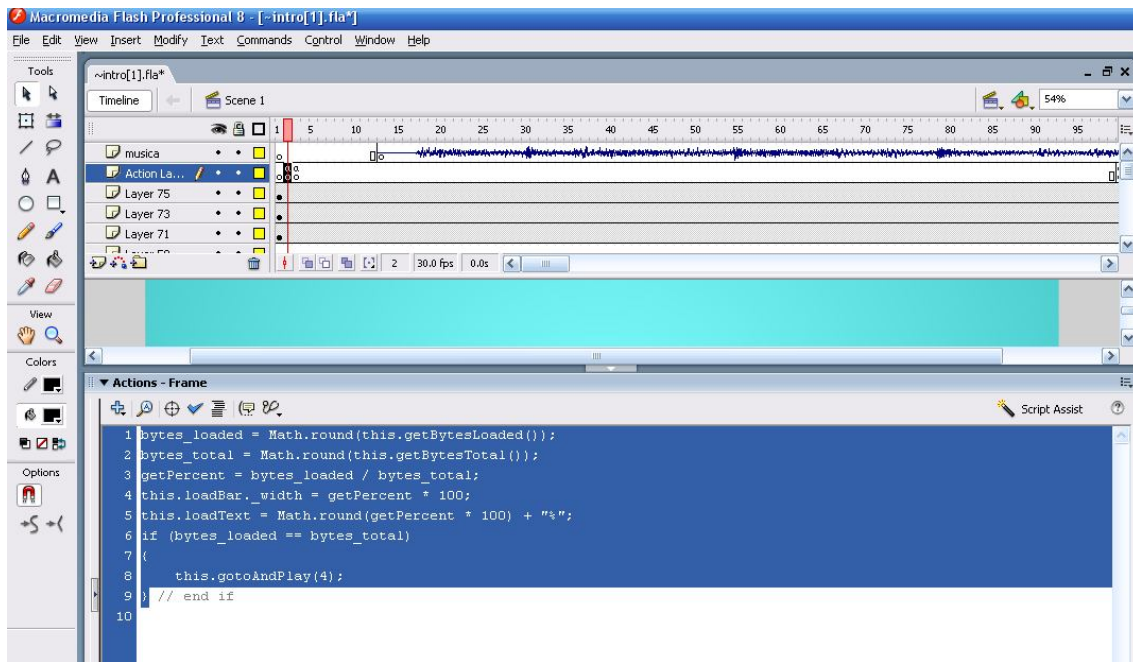 Macromedia Flash Professional 8 - [~intro[1].fla*]
File Edit View Insert Modify Text Commands Control Window Help
Tools
~intro[1].fla*
Timeline
Scene 1
54%
1 5 10 15 20 25 30 35 40 45 50 55 60 65 70 75 80 85 90 95
musica
Action La...
Layer 75
Layer 73
Layer 71
2 30.0 fps 0.0s
View
Colors
Options
Actions - Frame
Script Assist
1 bytes_loaded = Math.round(this.getBytesLoaded());
2 bytes_total = Math.round(this.getBytesTotal());
3 getPercent = bytes_loaded / bytes_total;
4 this.loadBar._width = getPercent * 100;
5 this.loadText = Math.round(getPercent * 100) + "%";
6 if (bytes_loaded == bytes_total)
7 {
8 this.gotoAndPlay(4);
9 } // end if
10